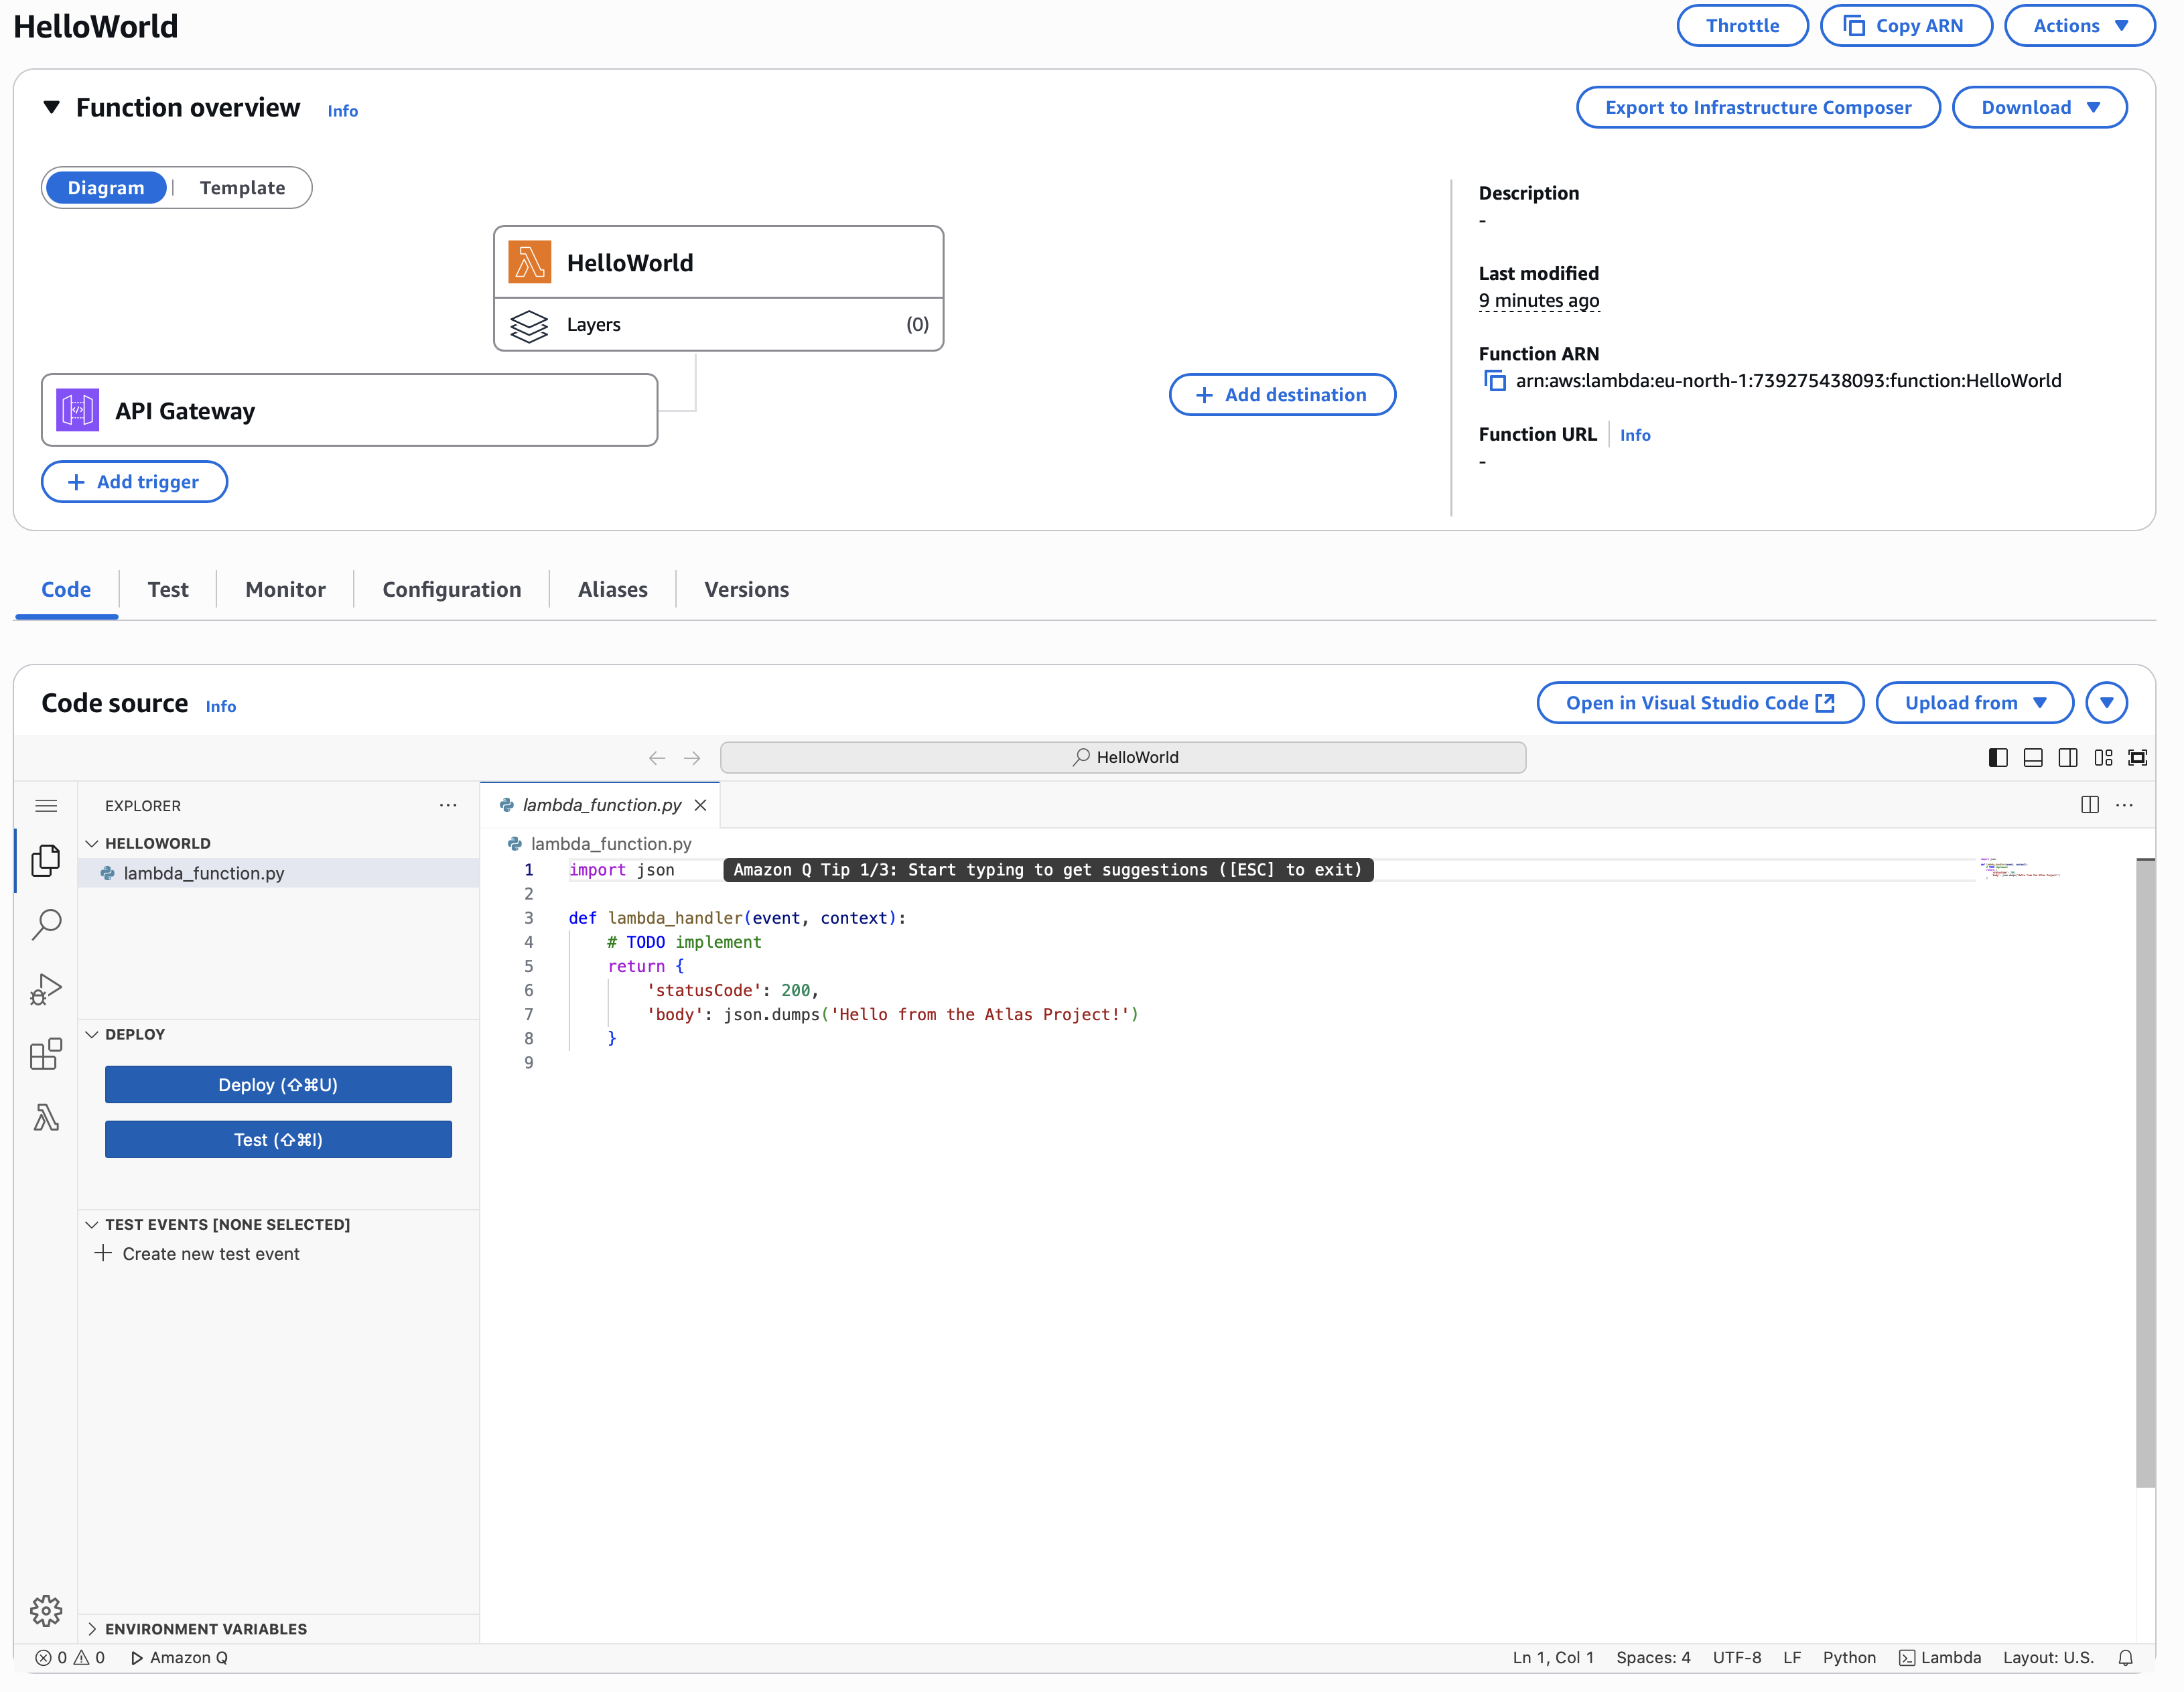 HelloWorld
Throttle
Copy ARN
Actions
Function overview Info
Export to Infrastructure Composer
Download
Diagram | Template
HelloWorld
Layers (0)
API Gateway
+ Add trigger
+ Add destination
Description
-
Last modified
9 minutes ago
Function ARN
arn:aws:lambda:eu-north-1:739275438093:function:HelloWorld
Function URL | Info
-
Code
Test
Monitor
Configuration
Aliases
Versions
Code source Info
Open in Visual Studio Code
Upload from
HelloWorld
EXPLORER
HELLOWORLD
lambda_function.py
DEPLOY
Deploy (⇧⌘U)
Test (⇧⌘I)
TEST EVENTS [NONE SELECTED]
+ Create new test event
ENVIRONMENT VARIABLES
lambda_function.py
lambda_function.py
1 import json Amazon Q Tip 1/3: Start typing to get suggestions ([ESC] to exit)
2
3 def lambda_handler(event, context):
4     # TODO implement
5     return {
6         'statusCode': 200,
7         'body': json.dumps('Hello from the Atlas Project!')
8     }
9
0 0 Amazon Q
Ln 1, Col 1 Spaces: 4 UTF-8 LF Python Lambda Layout: U.S.